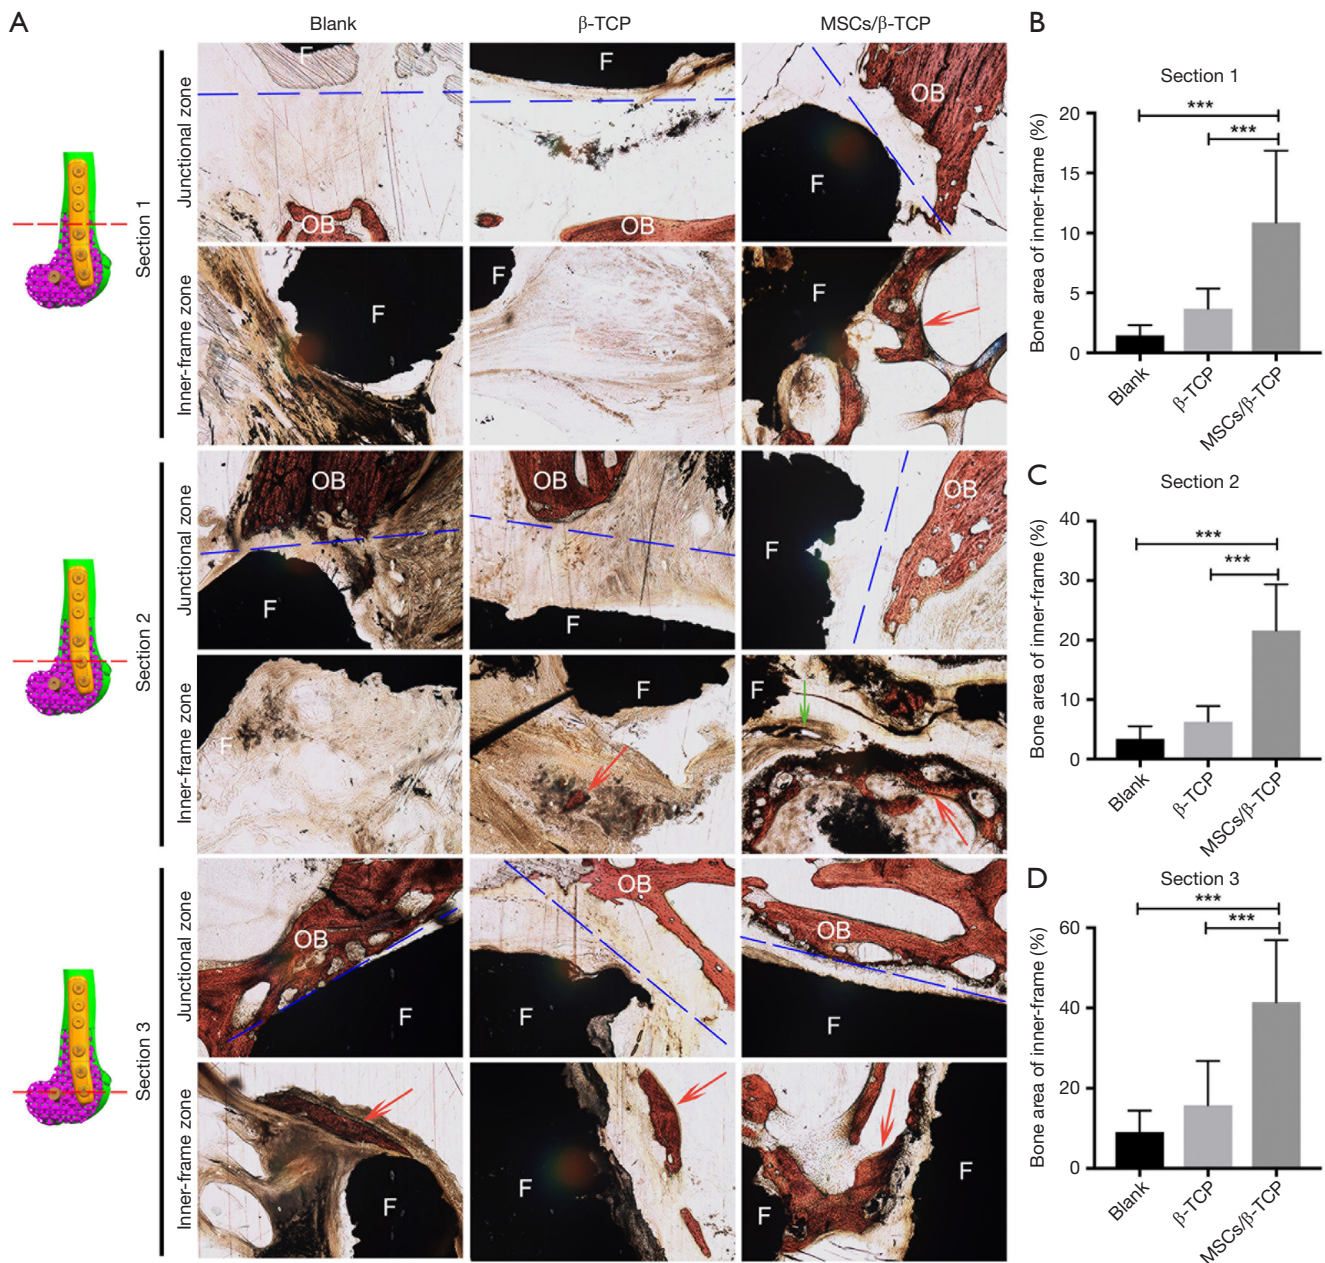 A
Blank
β-TCP
MSCs/β-TCP
Section 1
Junctional zone
F
OB
F
OB
OB
F
Inner-frame zone
F
F
F
Section 2
Junctional zone
OB
F
OB
F
OB
F
Inner-frame zone
F
F
F
Section 3
Junctional zone
OB
F
OB
F
OB
F
Inner-frame zone
F
F
F
F
B
Section 1
Bone area of inner-frame (%)
20
15
10
5
0
***
***
Blank
β-TCP
MSCs/β-TCP
C
Section 2
Bone area of inner-frame (%)
40
30
20
10
0
***
***
Blank
β-TCP
MSCs/β-TCP
D
Section 3
Bone area of inner-frame (%)
60
40
20
0
***
***
Blank
β-TCP
MSCs/β-TCP